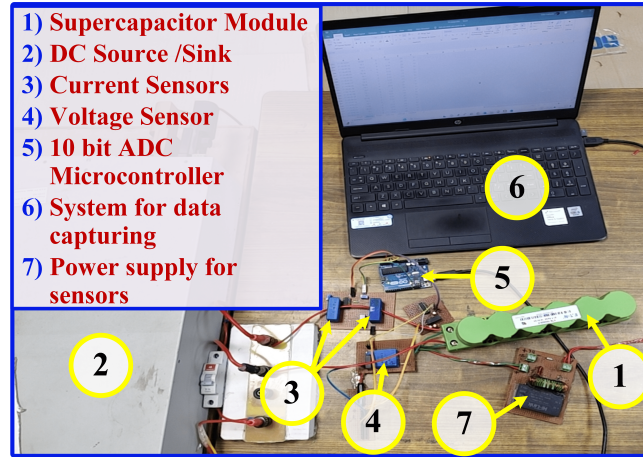 1) Supercapacitor Module
2) DC Source /Sink
3) Current Sensors
4) Voltage Sensor
5) 10 bit ADC
Microcontroller
6) System for data
capturing
7) Power supply for
sensors
6
5
2
3
4
7
1